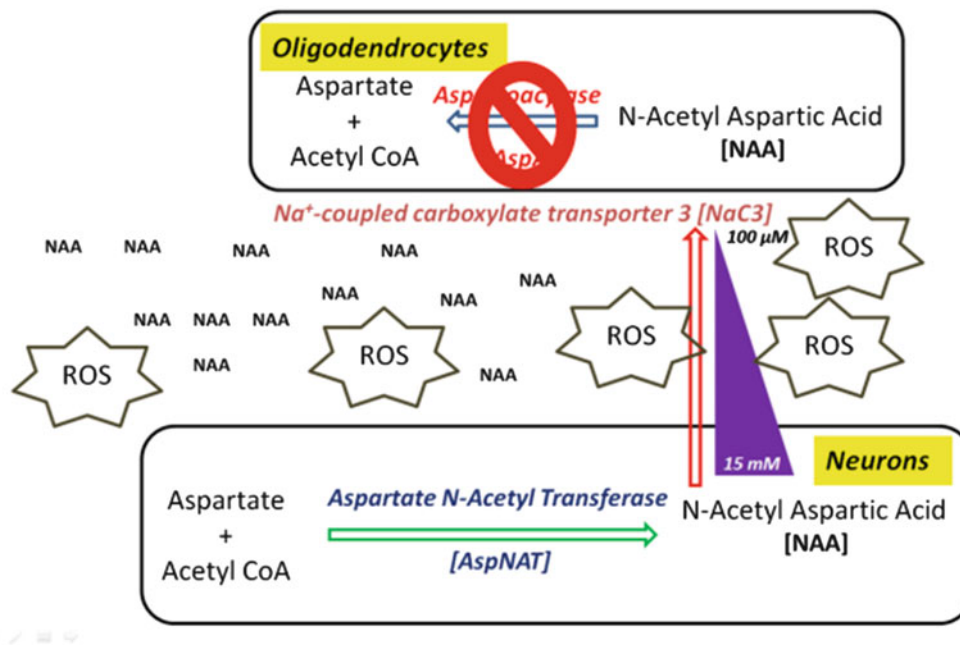 Oligodendrocytes
Aspartate
+
Acetyl CoA
N-Acetyl Aspartic Acid
[NAA]
Na⁺-coupled carboxylate transporter 3 [NaC3]
100 µM
ROS
NAA
NAA
NAA
NAA
NAA
NAA
NAA
NAA
NAA
NAA
NAA
NAA
ROS
ROS
ROS
ROS
15 mM
Neurons
Aspartate
+
Acetyl CoA
Aspartate N-Acetyl Transferase
[AspNAT]
N-Acetyl Aspartic Acid
[NAA]